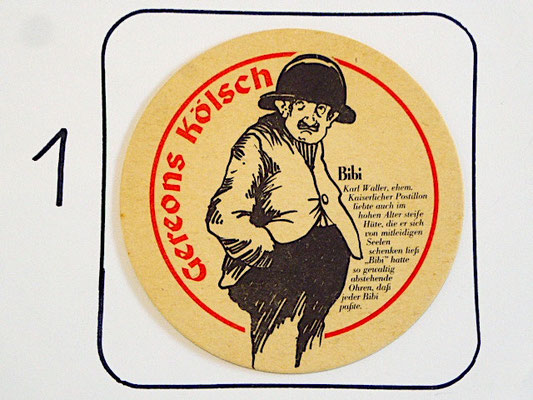 1
Gereons Kölsch
Bibi
Karl Waller, ehem.
Kaiserlicher Postillon
liebte auch im
hohen Alter steife
Hüte, die er sich
von mitleidigen
Seelen
schenken ließ
„Bibi” hatte
so gewaltig
abstehende
Ohren, daß
jeder Bibi
paßte.